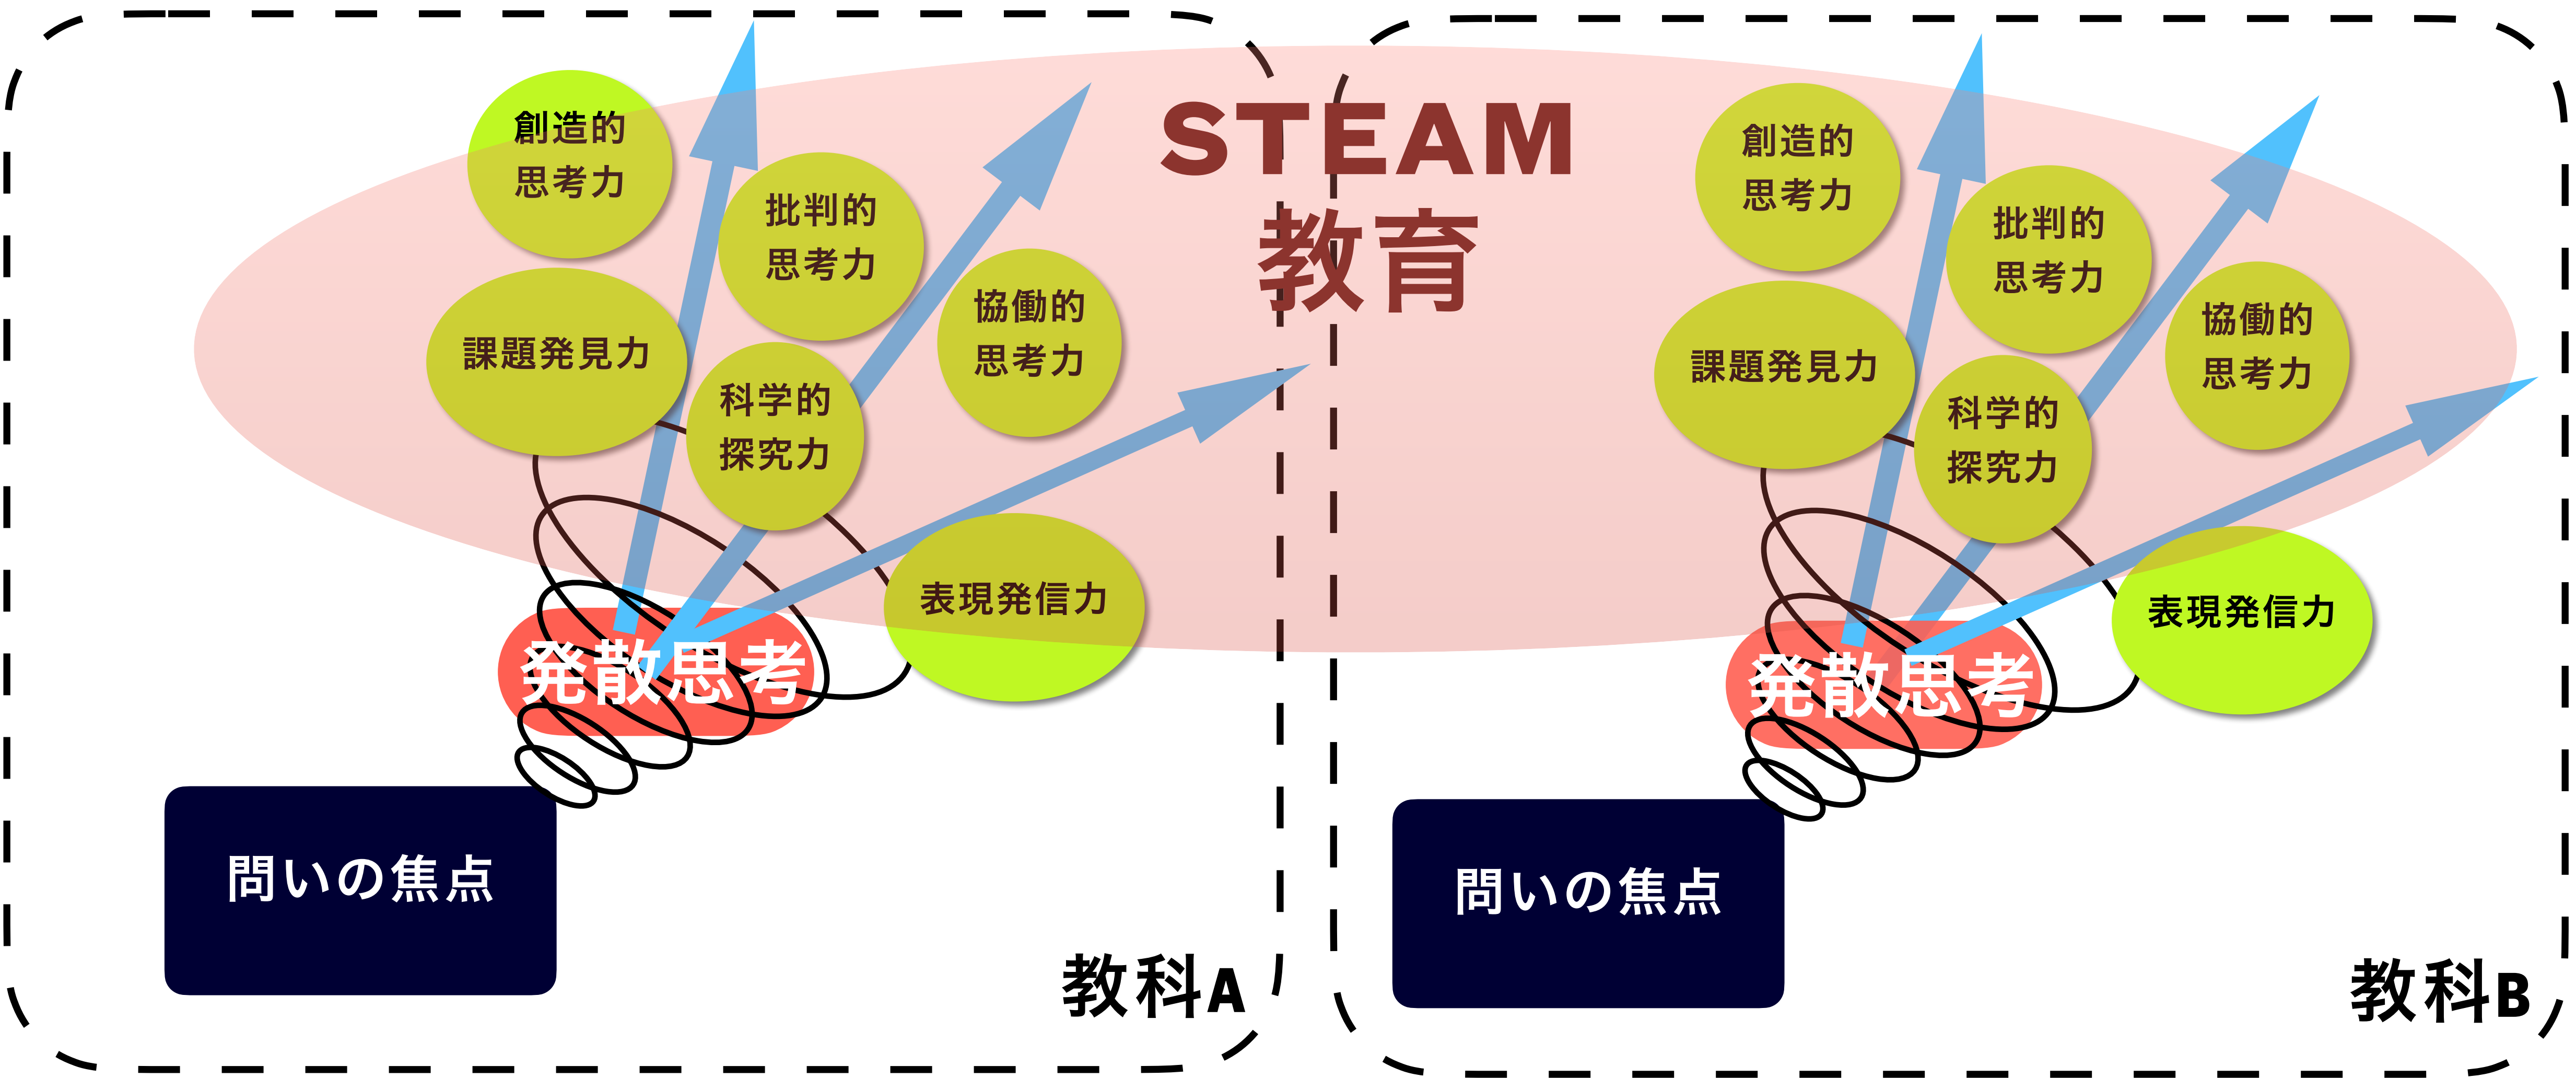 STEAM
教育
創造的
思考力
批判的
思考力
協働的
思考力
課題発見力
科学的
探究力
表現発信力
発散思考
問いの焦点
教科A
創造的
思考力
批判的
思考力
協働的
思考力
課題発見力
科学的
探究力
表現発信力
発散思考
問いの焦点
教科B